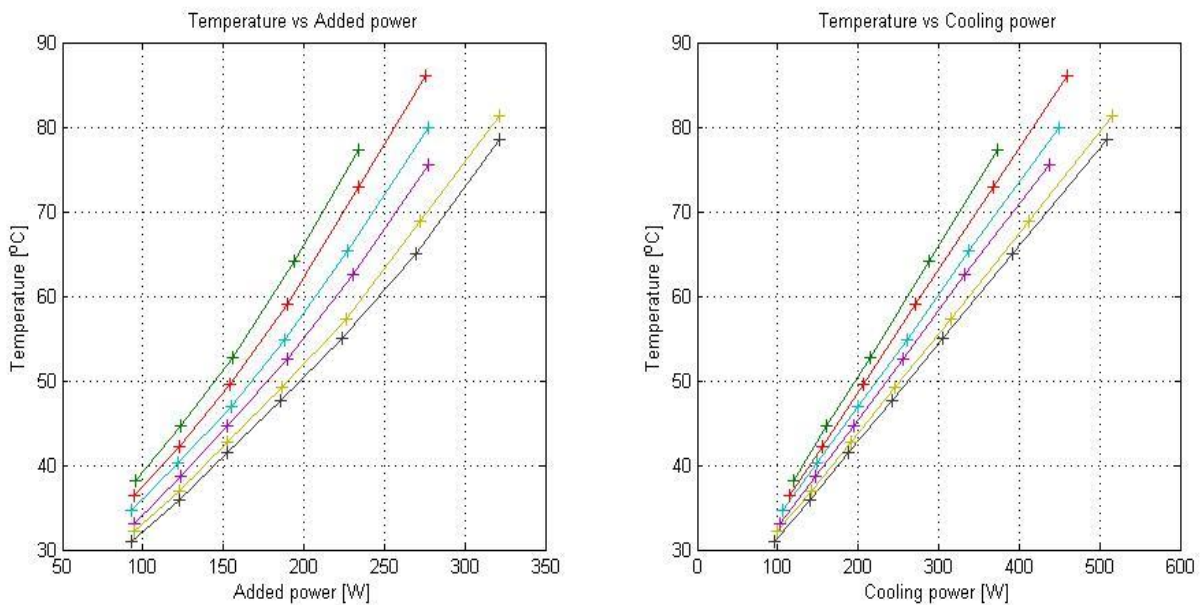 Temperature vs Added power
90
80
70
60
50
40
30
Temperature [ºC]
50 100 150 200 250 300 350
Added power [W]
Temperature vs Cooling power
90
80
70
60
50
40
30
Temperature [ºC]
0 100 200 300 400 500 600
Cooling power [W]